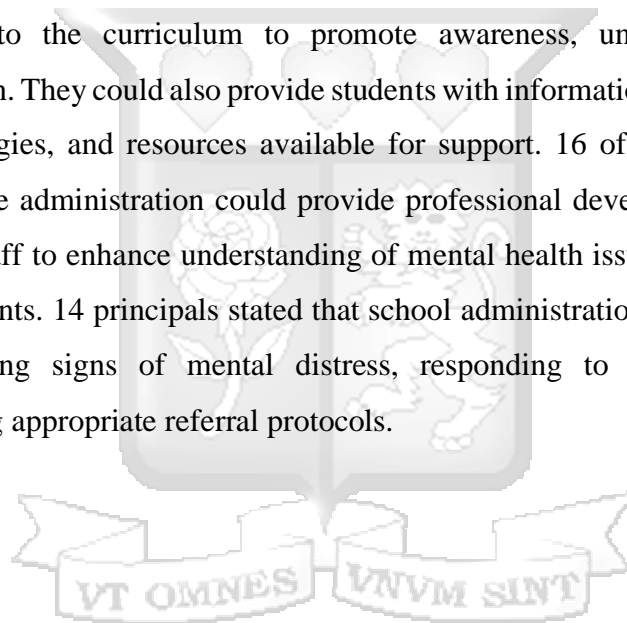 to the curriculum to promote awareness, un
n. They could also provide students with informatic
gies, and resources available for support. 16 of
e administration could provide professional deve
ff to enhance understanding of mental health iss
nts. 14 principals stated that school administratio
ng signs of mental distress, responding to
g appropriate referral protocols.
VT OMNES VNVM SINT